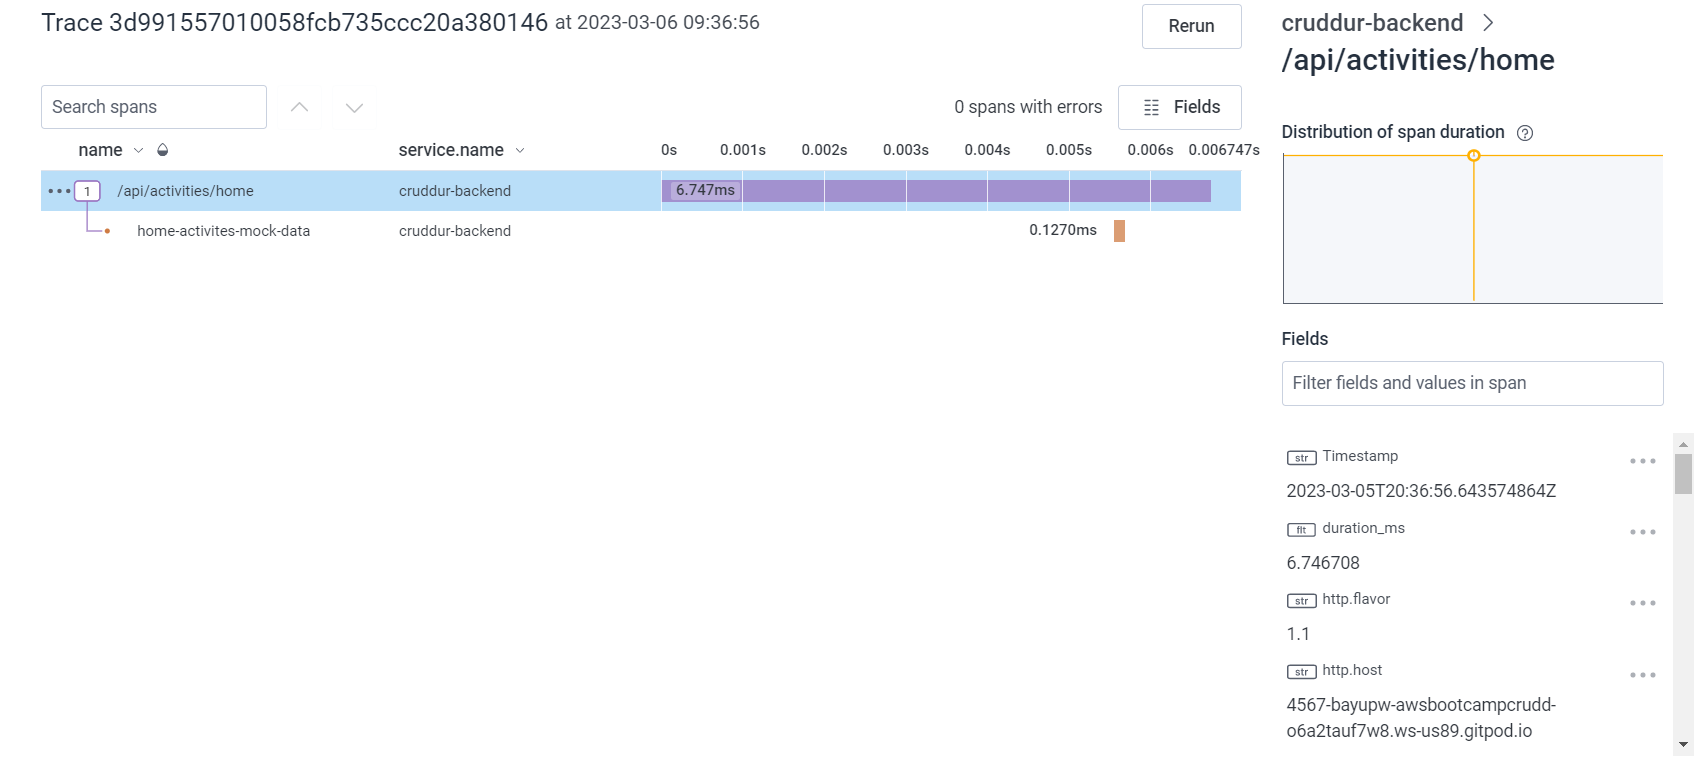 Trace 3d991557010058fcb735ccc20a380146 at 2023-03-06 09:36:56
Rerun
Search spans
0 spans with errors
Fields
name service.name 0s 0.001s 0.002s 0.003s 0.004s 0.005s 0.006s 0.006747s
1 /api/activities/home cruddur-backend 6.747ms
home-activites-mock-data cruddur-backend 0.1270ms
cruddur-backend
/api/activities/home
Distribution of span duration ?
Fields
Filter fields and values in span
str Timestamp
2023-03-05T20:36:56.643574864Z
flt duration_ms
6.746708
str http.flavor
1.1
str http.host
4567-bayupw-awsbootcampcrudd-
o6a2tauf7w8.ws-us89.gitpod.io